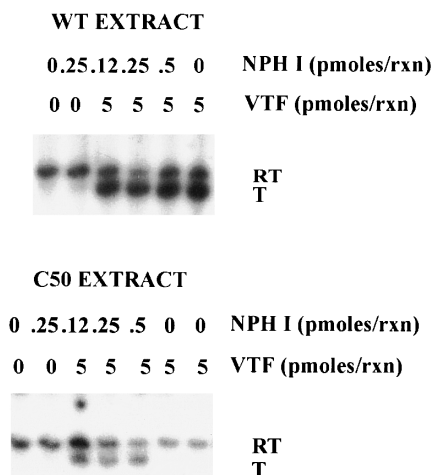 WT EXTRACT
0 .25 .12 .25 .5 0 NPH I (pmoles/rxn)
0 0 5 5 5 5 VTF (pmoles/rxn)
RT
T
C50 EXTRACT
0 .25 .12 .25 .5 0 0 NPH I (pmoles/rxn)
0 0 5 5 5 5 5 VTF (pmoles/rxn)
RT
T